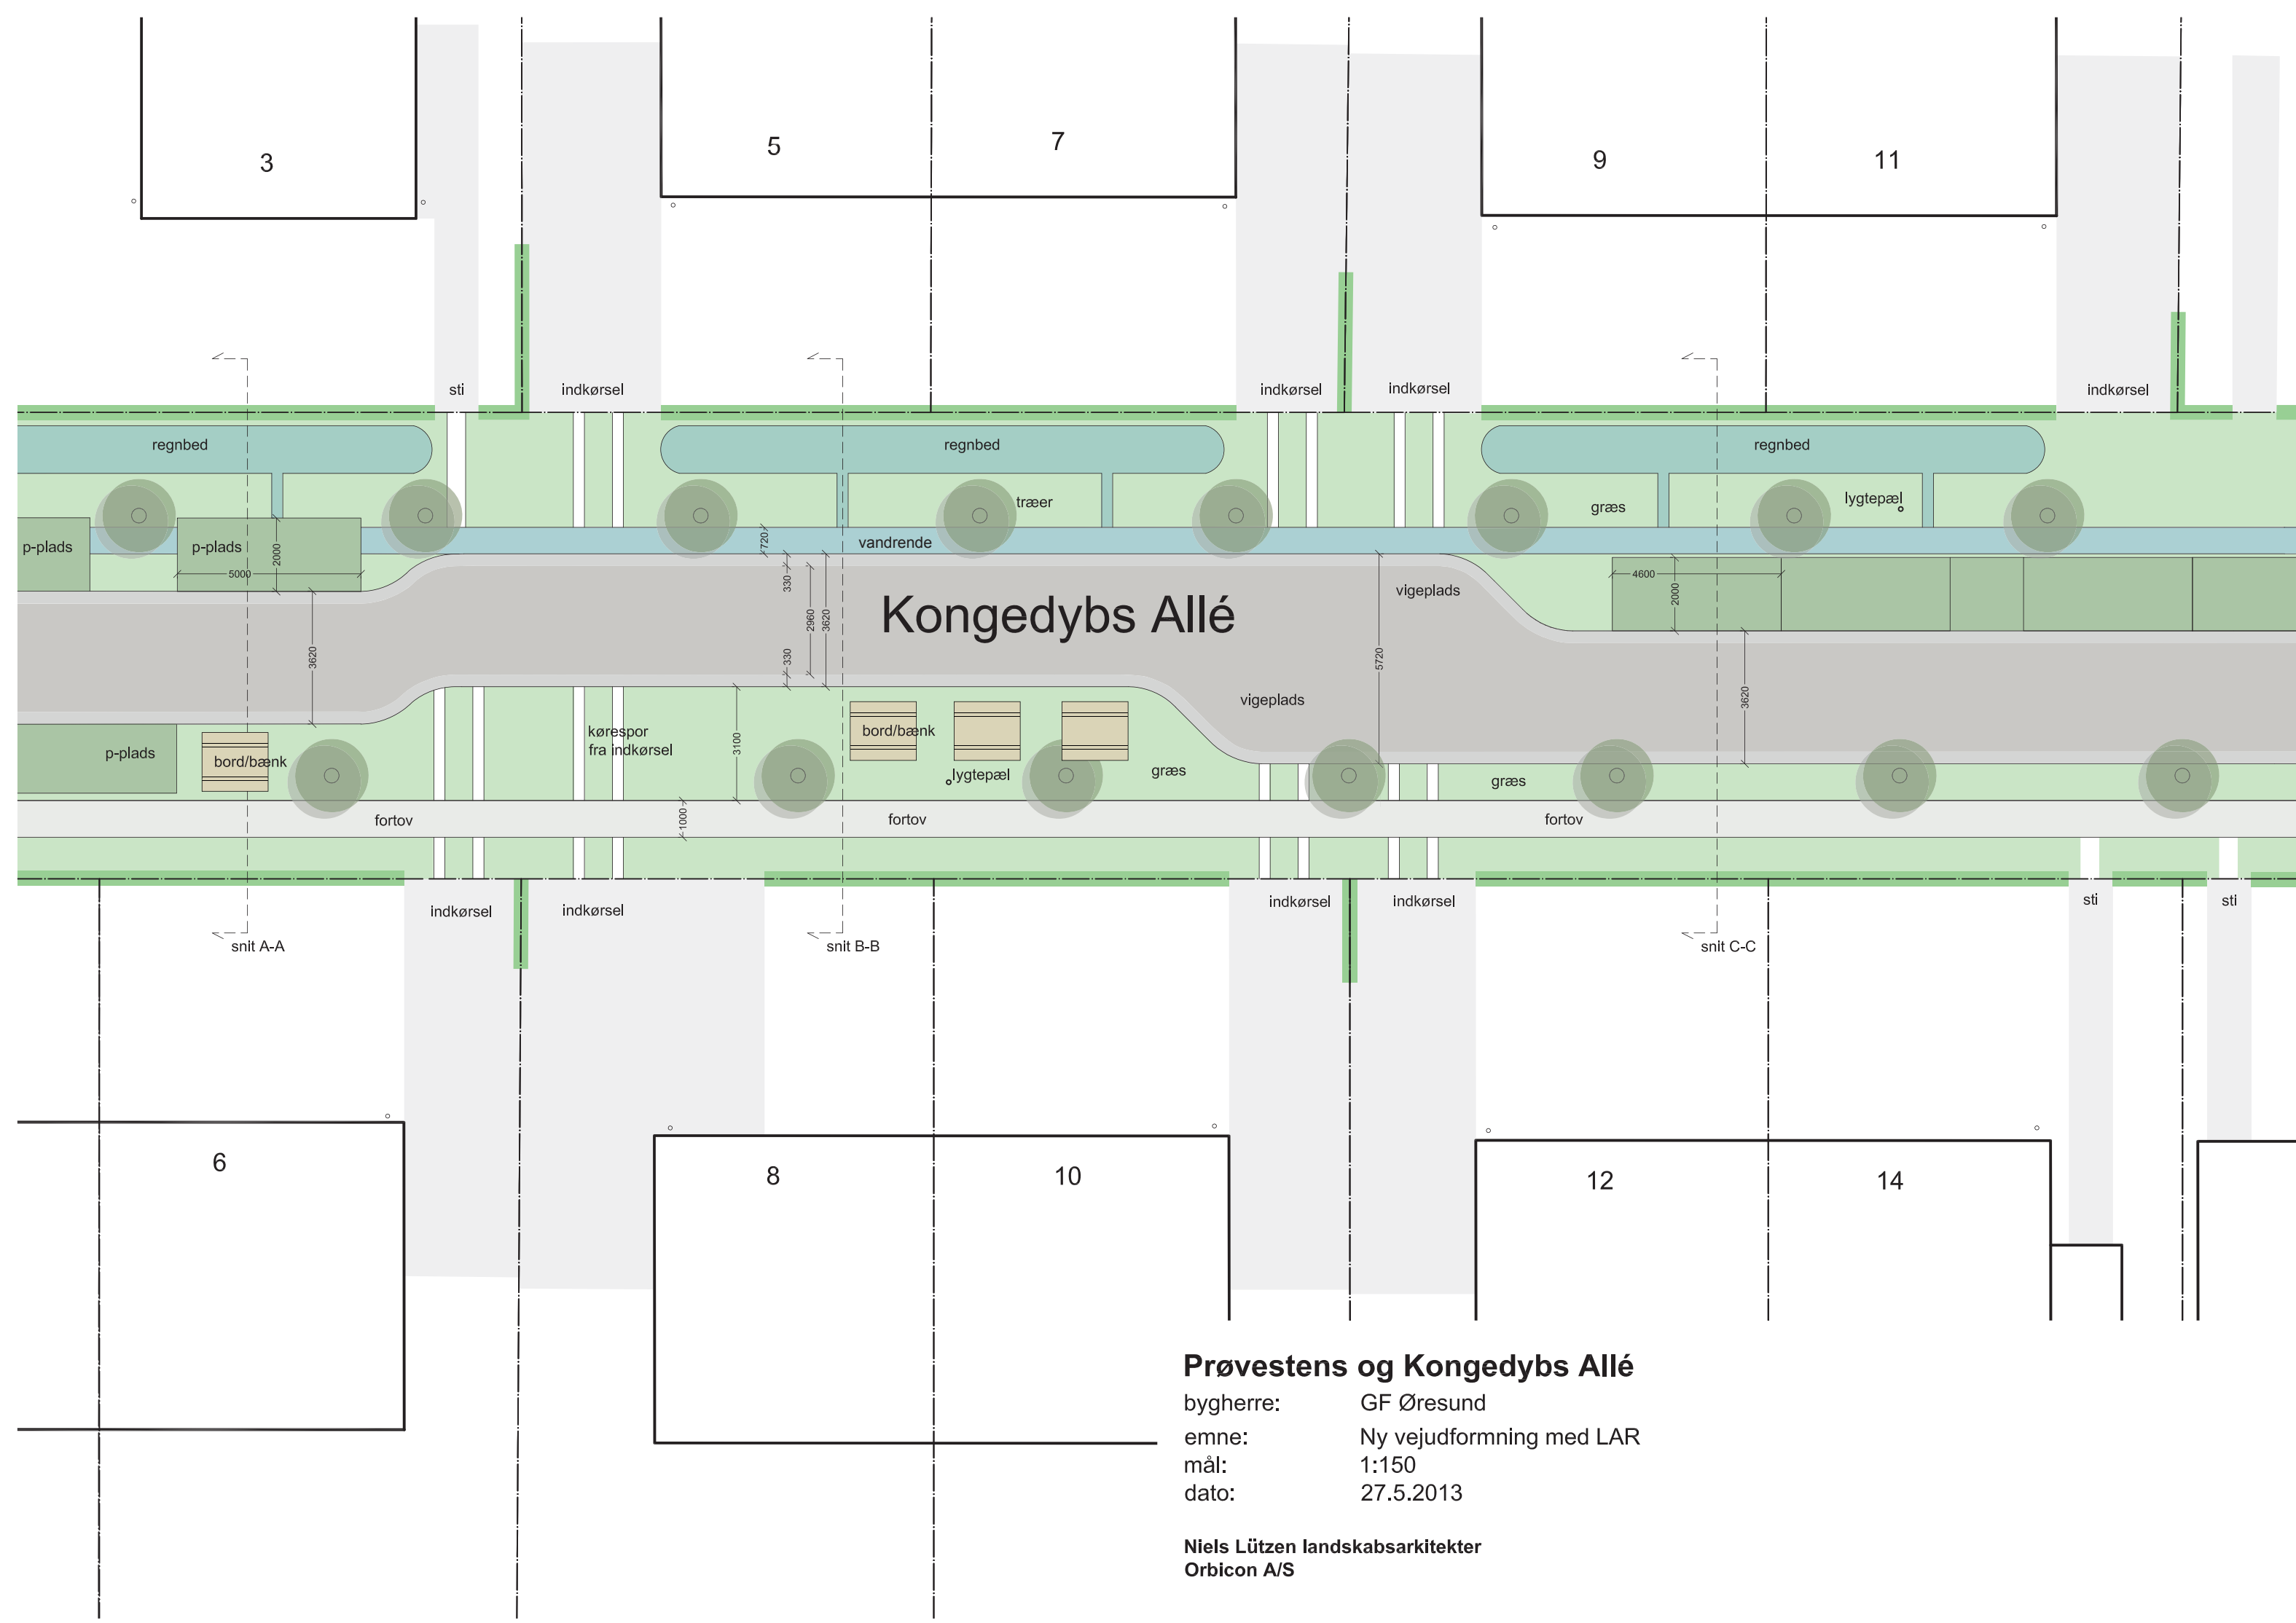 3
5
7
9
11
sti
indkørsel
indkørsel
indkørsel
indkørsel
regnbed
regnbed
regnbed
træer
græs
lygtepæl
p-plads
p-plads
2000
5000
720
vandrende
330
2960
3620
330
3620
Kongedybs Allé
vigeplads
vigeplads
5720
4600
2000
3620
p-plads
bord/bænk
kørespor
fra indkørsel
3100
bord/bænk
lygtepæl
græs
græs
fortov
1000
fortov
fortov
indkørsel
indkørsel
indkørsel
indkørsel
sti
sti
snit A-A
snit B-B
snit C-C
6
8
10
12
14
Prøvestens og Kongedybs Allé
bygherre: GF Øresund
emne: Ny vejudformning med LAR
mål: 1:150
dato: 27.5.2013
Niels Lützen landskabsarkitekter
Orbicon A/S